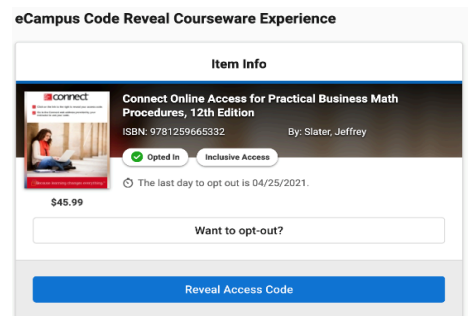 eCampus Code Reveal Courseware Experience
Item Info
connect
Connect Online Access for Practical Business Math
Procedures, 12th Edition
ISBN: 9781259665332 By: Slater, Jeffrey
Opted In Inclusive Access
The last day to opt out is 04/25/2021.
$45.99
Want to opt-out?
Reveal Access Code